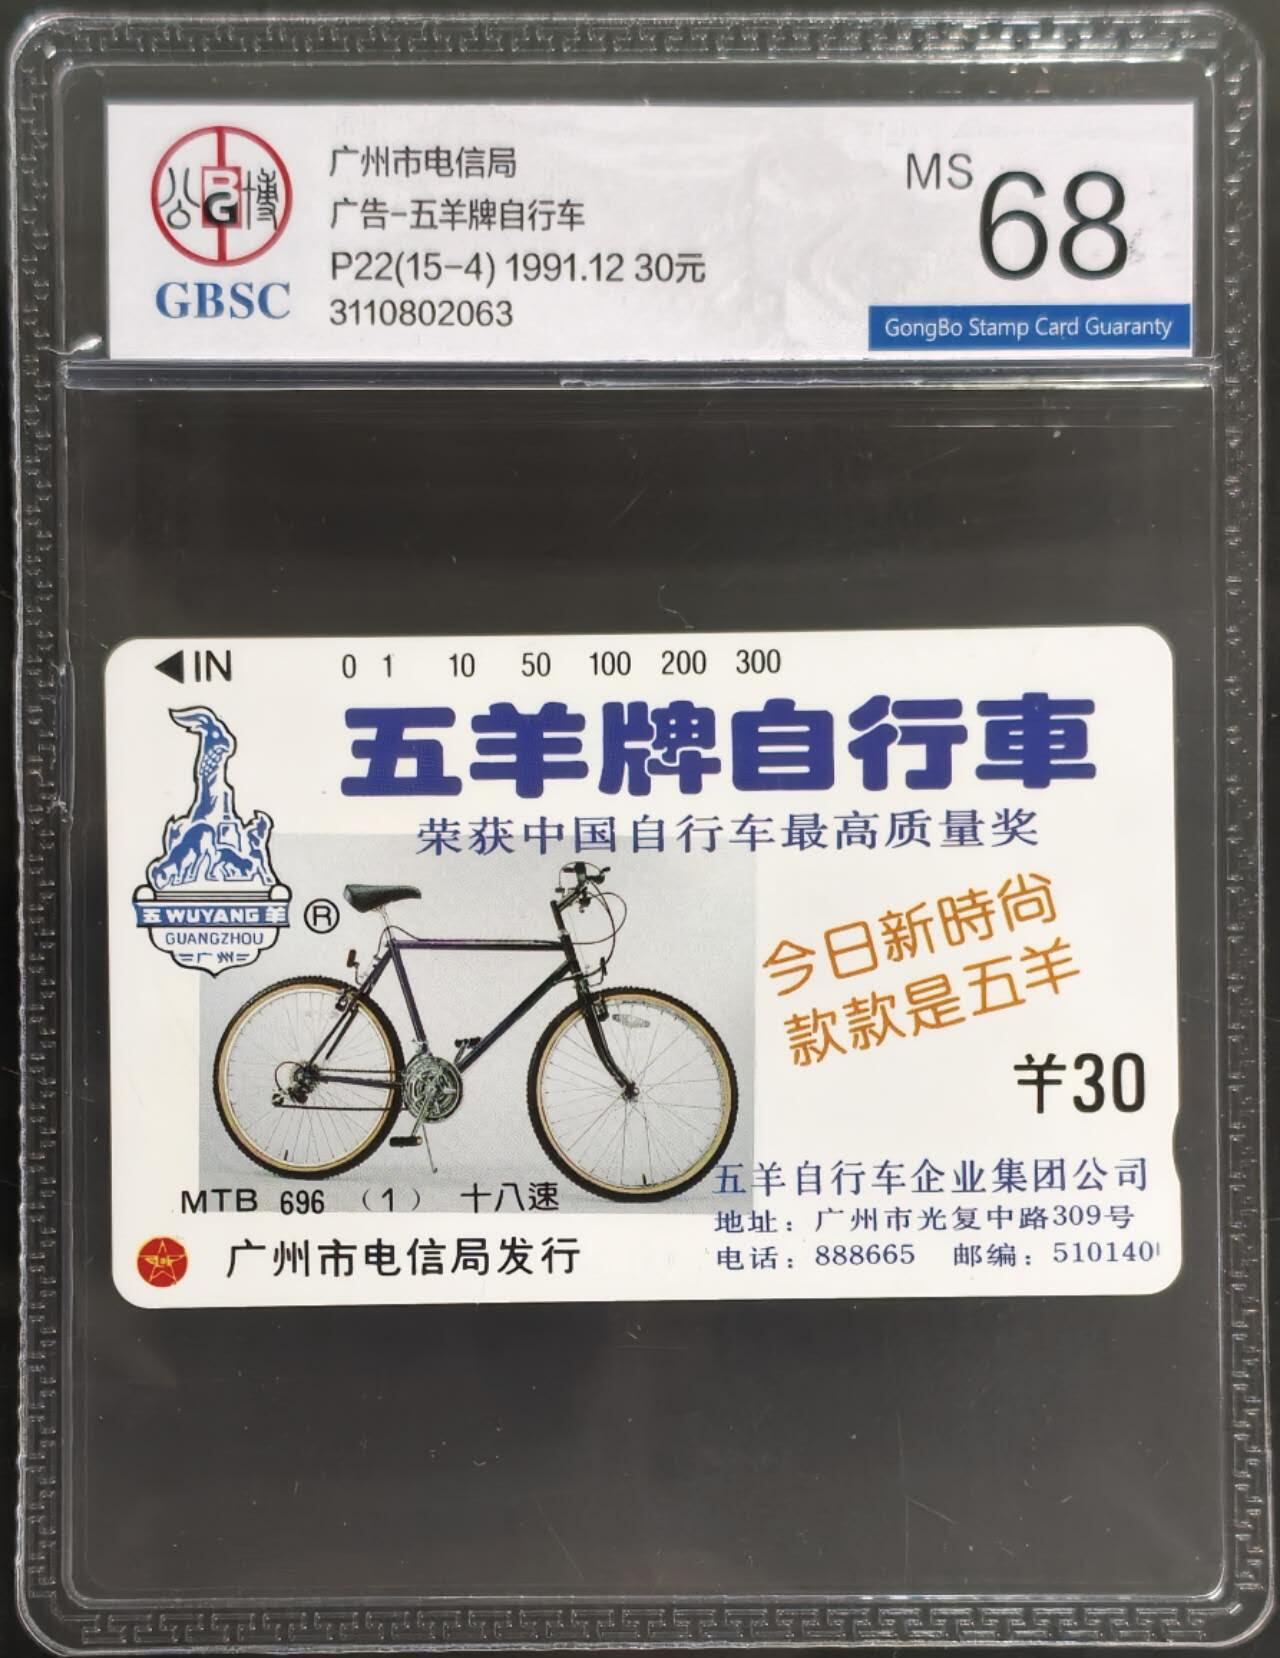 公 BG 博
GBSC
广州市电信局
广告-五羊牌自行车
P22(15-4) 1991.12 30元
3110802063
MS 68
GongBo Stamp Card Guaranty
◀IN 0 1 10 50 100 200 300
五羊牌自行車
荣获中国自行车最高质量奖
五 WUYANG 羊 ®
GUANGZHOU
广州
今日新時尚
款款是五羊
¥30
MTB 696 （1） 十八速
广州市电信局发行
五羊自行车企业集团公司
地址：广州市光复中路309号
电话：888665 邮编：510140